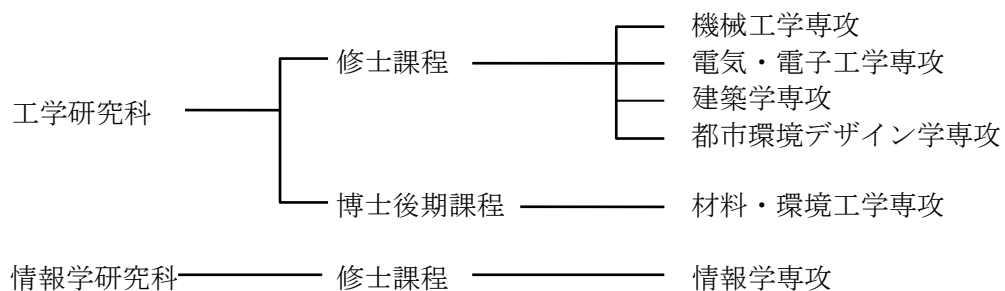 機械工学専攻
修士課程
電気・電子工学専攻
建築学専攻
工学研究科
都市環境デザイン学専攻
博士後期課程
材料・環境工学専攻
情報学研究科
修士課程
情報学専攻